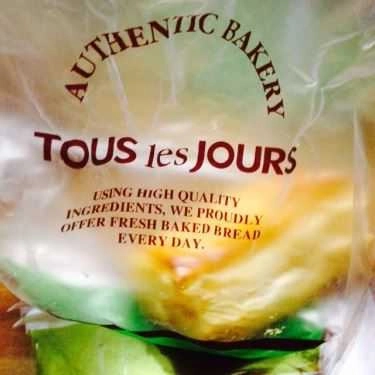 AUTHENTIC BAKERY
TOUS les JOURS
USING HIGH QUALITY
INGREDIENTS, WE PROUDLY
OFFER FRESH BAKED BREAD
EVERY DAY.